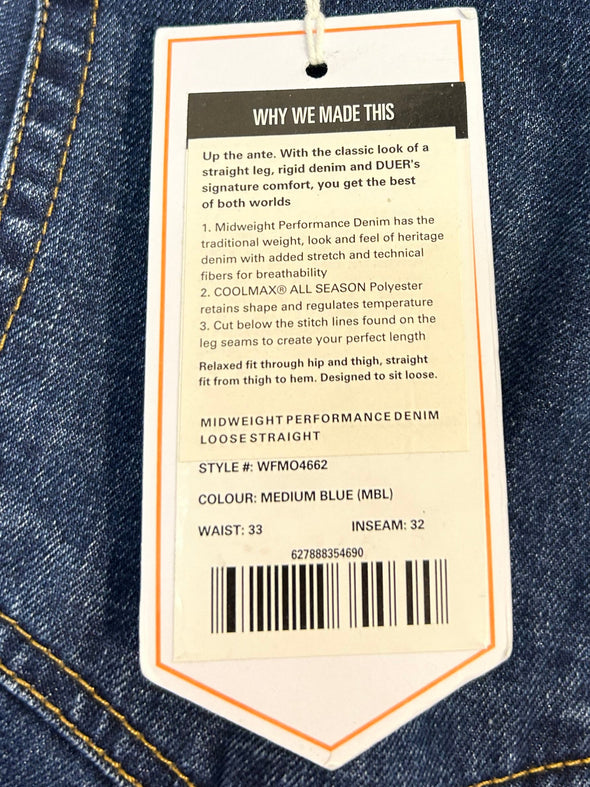 WHY WE MADE THIS
Up the ante. With the classic look of a
straight leg, rigid denim and DUER's
signature comfort, you get the best
of both worlds
1. Midweight Performance Denim has the
traditional weight, look and feel of heritage
denim with added stretch and technical
fibers for breathability
2. COOLMAX® ALL SEASON Polyester
retains shape and regulates temperature
3. Cut below the stitch lines found on the
leg seams to create your perfect length
Relaxed fit through hip and thigh, straight
fit from thigh to hem. Designed to sit loose.
MIDWEIGHT PERFORMANCE DENIM
LOOSE STRAIGHT
STYLE #: WFMO4662
COLOUR: MEDIUM BLUE (MBL)
WAIST: 33 INSEAM: 32
627888354690